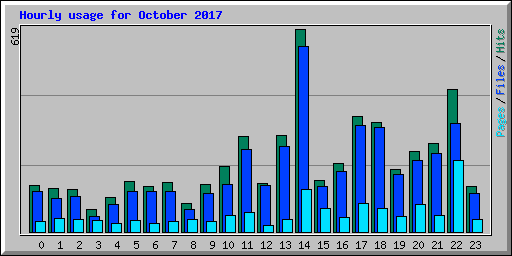 Hourly usage for October 2017
619
Pages / Files / Hits
0 1 2 3 4 5 6 7 8 9 10 11 12 13 14 15 16 17 18 19 20 21 22 23